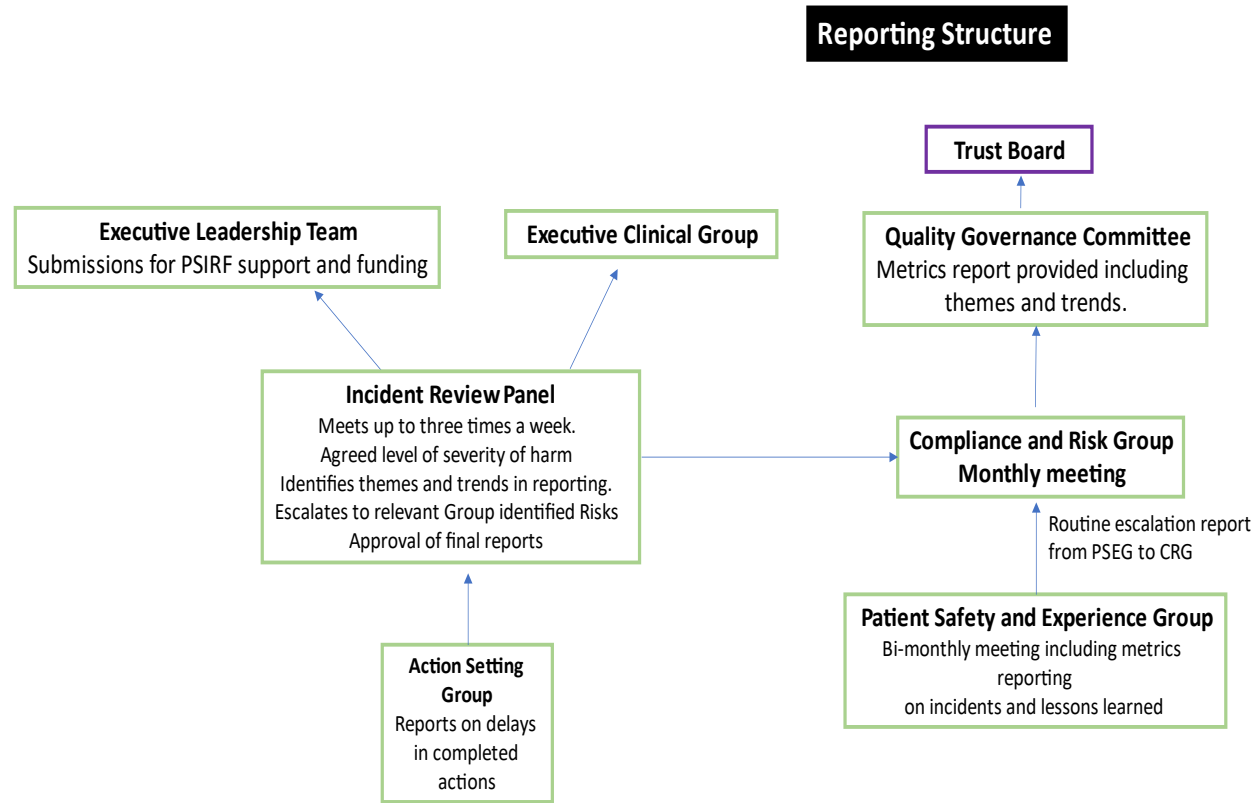 Reporting Structure
Trust Board
Executive Leadership Team
Submissions for PSIRF support and funding
Executive Clinical Group
Quality Governance Committee
Metrics report provided including
themes and trends.
Incident Review Panel
Meets up to three times a week.
Agreed level of severity of harm
Identifies themes and trends in reporting.
Escalates to relevant Group identified Risks
Approval of final reports
Compliance and Risk Group
Monthly meeting
Routine escalation report
from PSEG to CRG
Patient Safety and Experience Group
Bi-monthly meeting including metrics
reporting
on incidents and lessons learned
Action Setting
Group
Reports on delays
in completed
actions